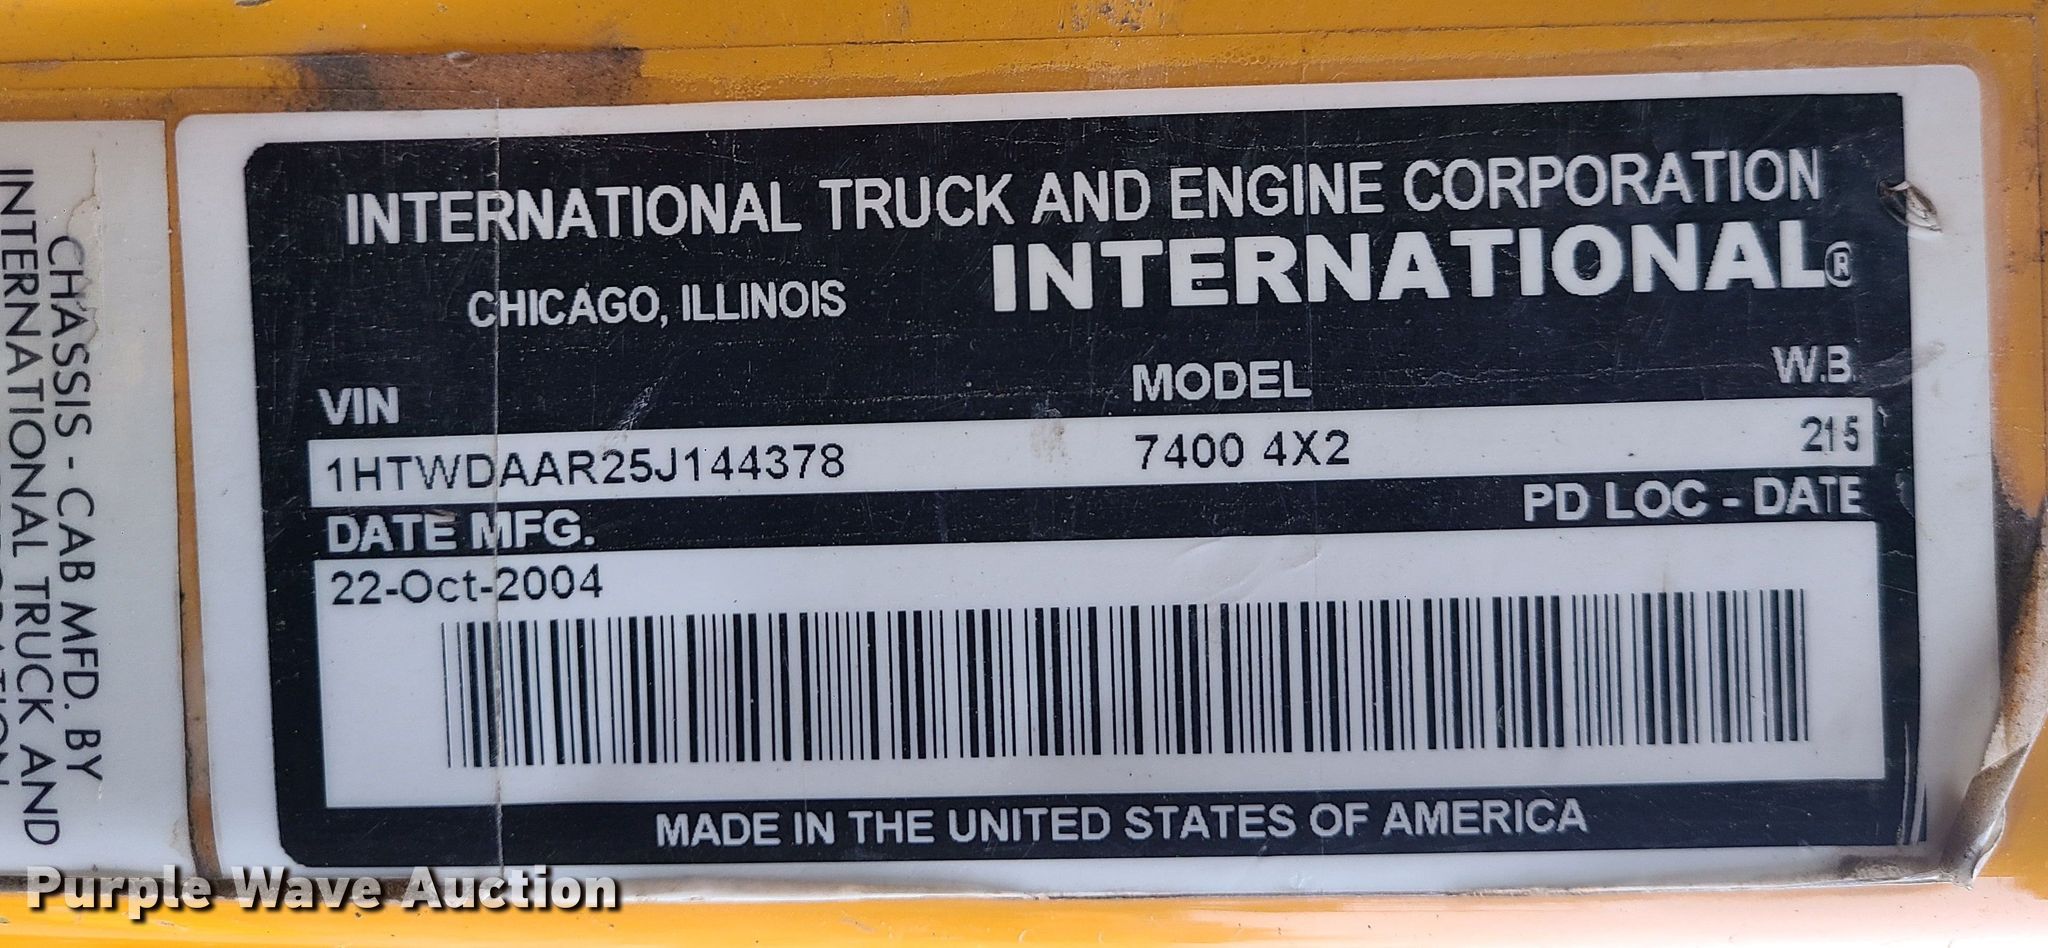 INTERNATIONAL TRUCK AND ENGINE CORPORATION
CHICAGO, ILLINOIS
INTERNATIONAL®
VIN MODEL W.B.
1HTWDAAR25J144378 7400 4X2 215
DATE MFG. PD LOC - DATE
22-Oct-2004
MADE IN THE UNITED STATES OF AMERICA
CHASSIS - CAB MFD. BY
INTERNATIONAL TRUCK AND
Purple Wave Auction